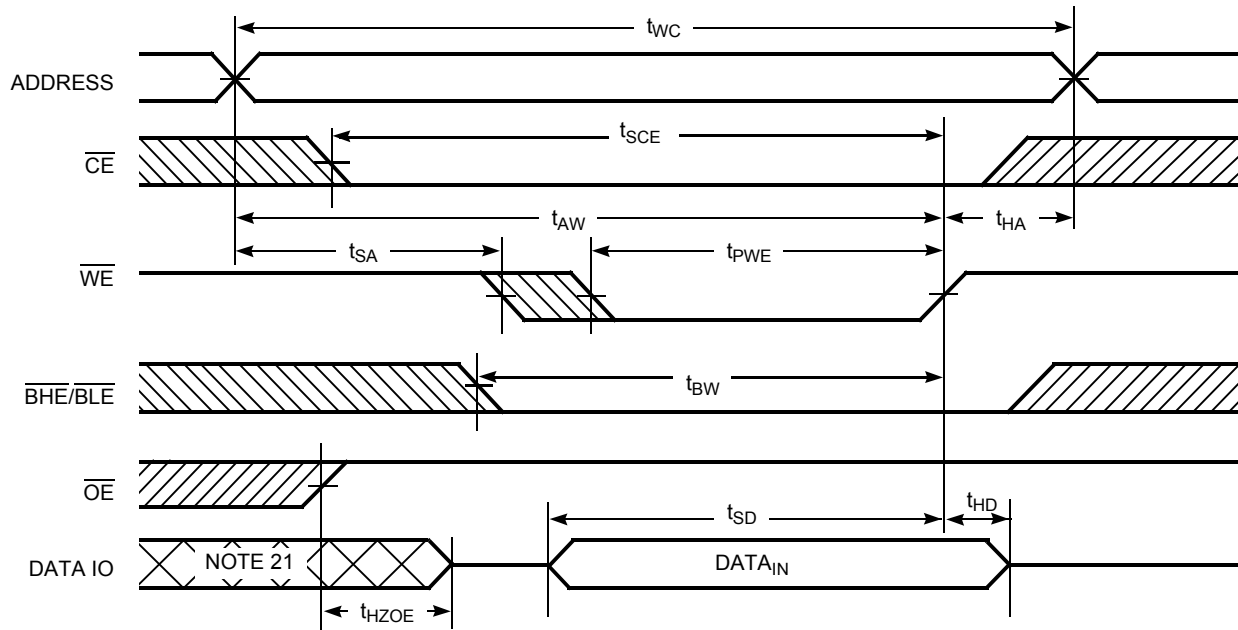 tWC
ADDRESS
tSCE
CE
tAW
tHA
tSA
tPWE
WE
tBW
BHE/BLE
OE
tSD
tHD
DATA IO
NOTE 21
DATAIN
tHZOE